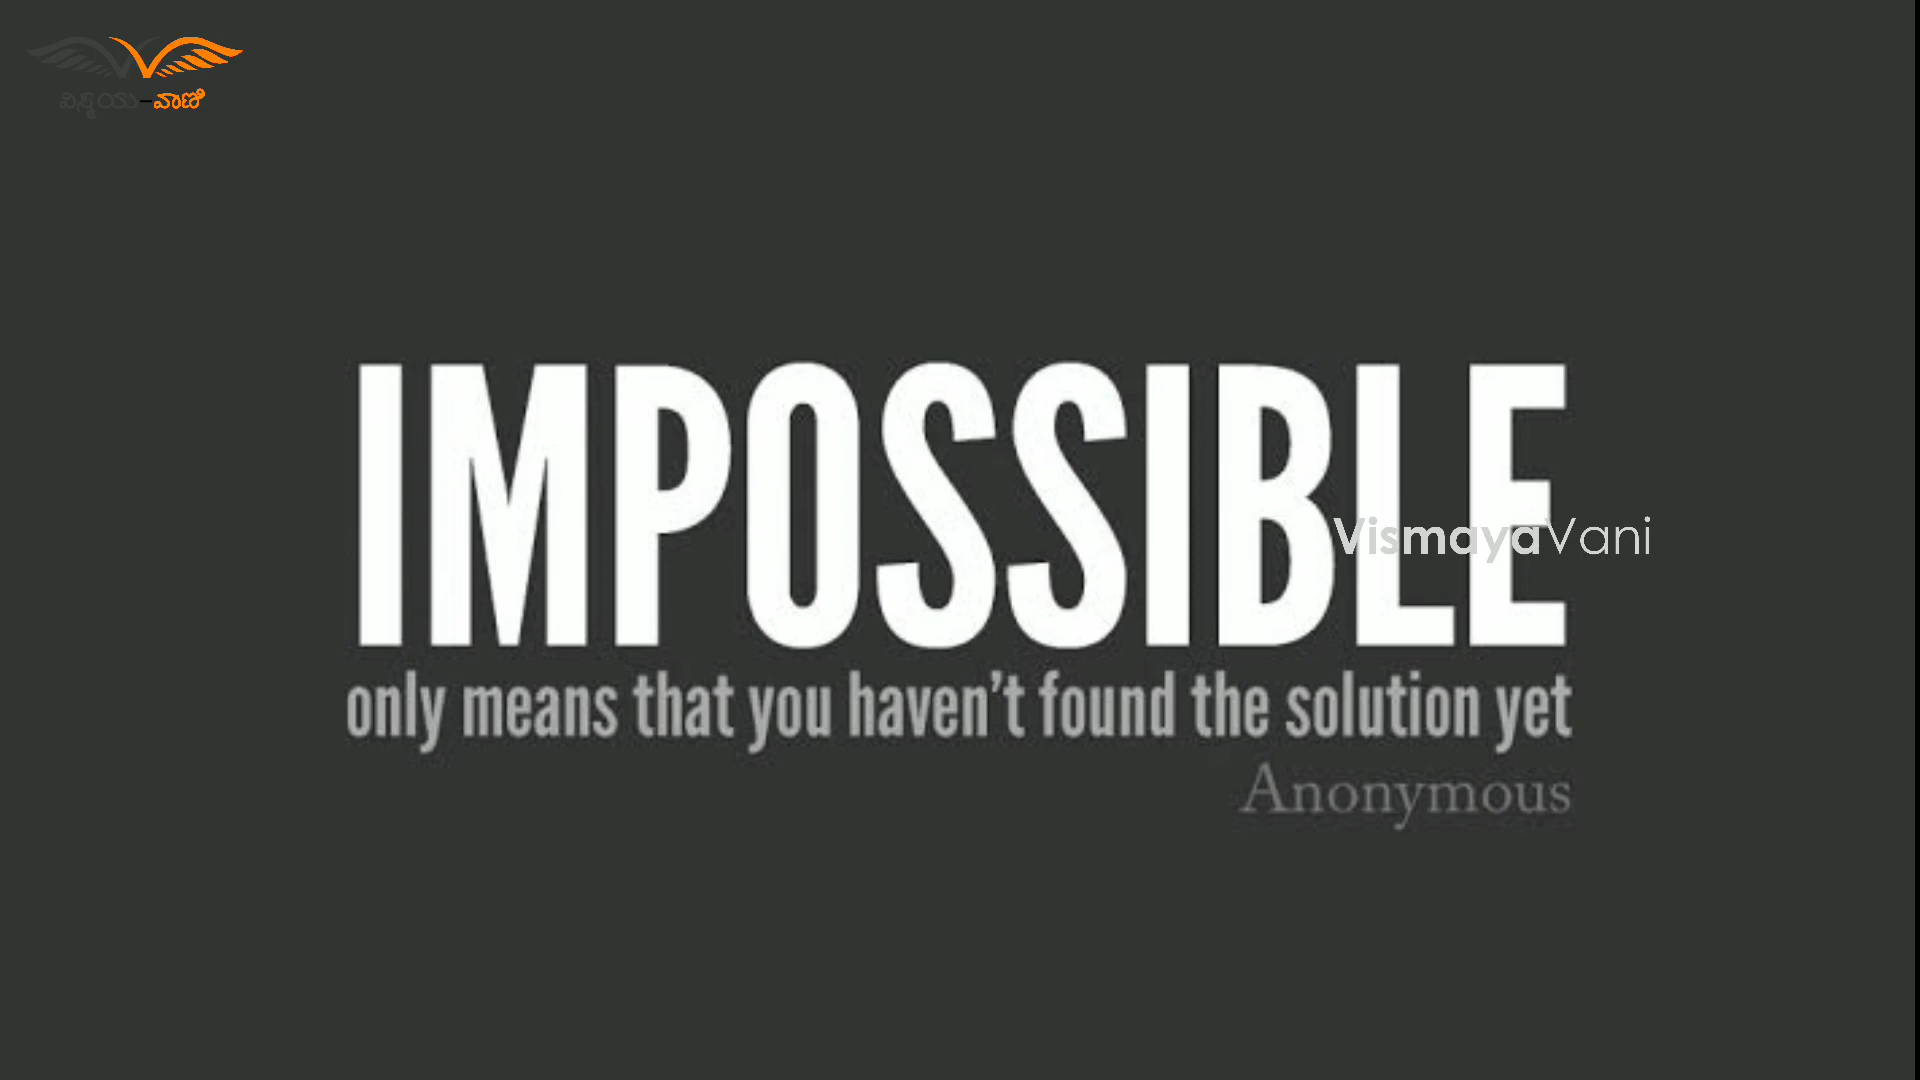 ವಿಸ್ಮಯ-ವಾಣಿ
IMPOSSIBLE
VismayaVani
only means that you haven't found the solution yet
Anonymous